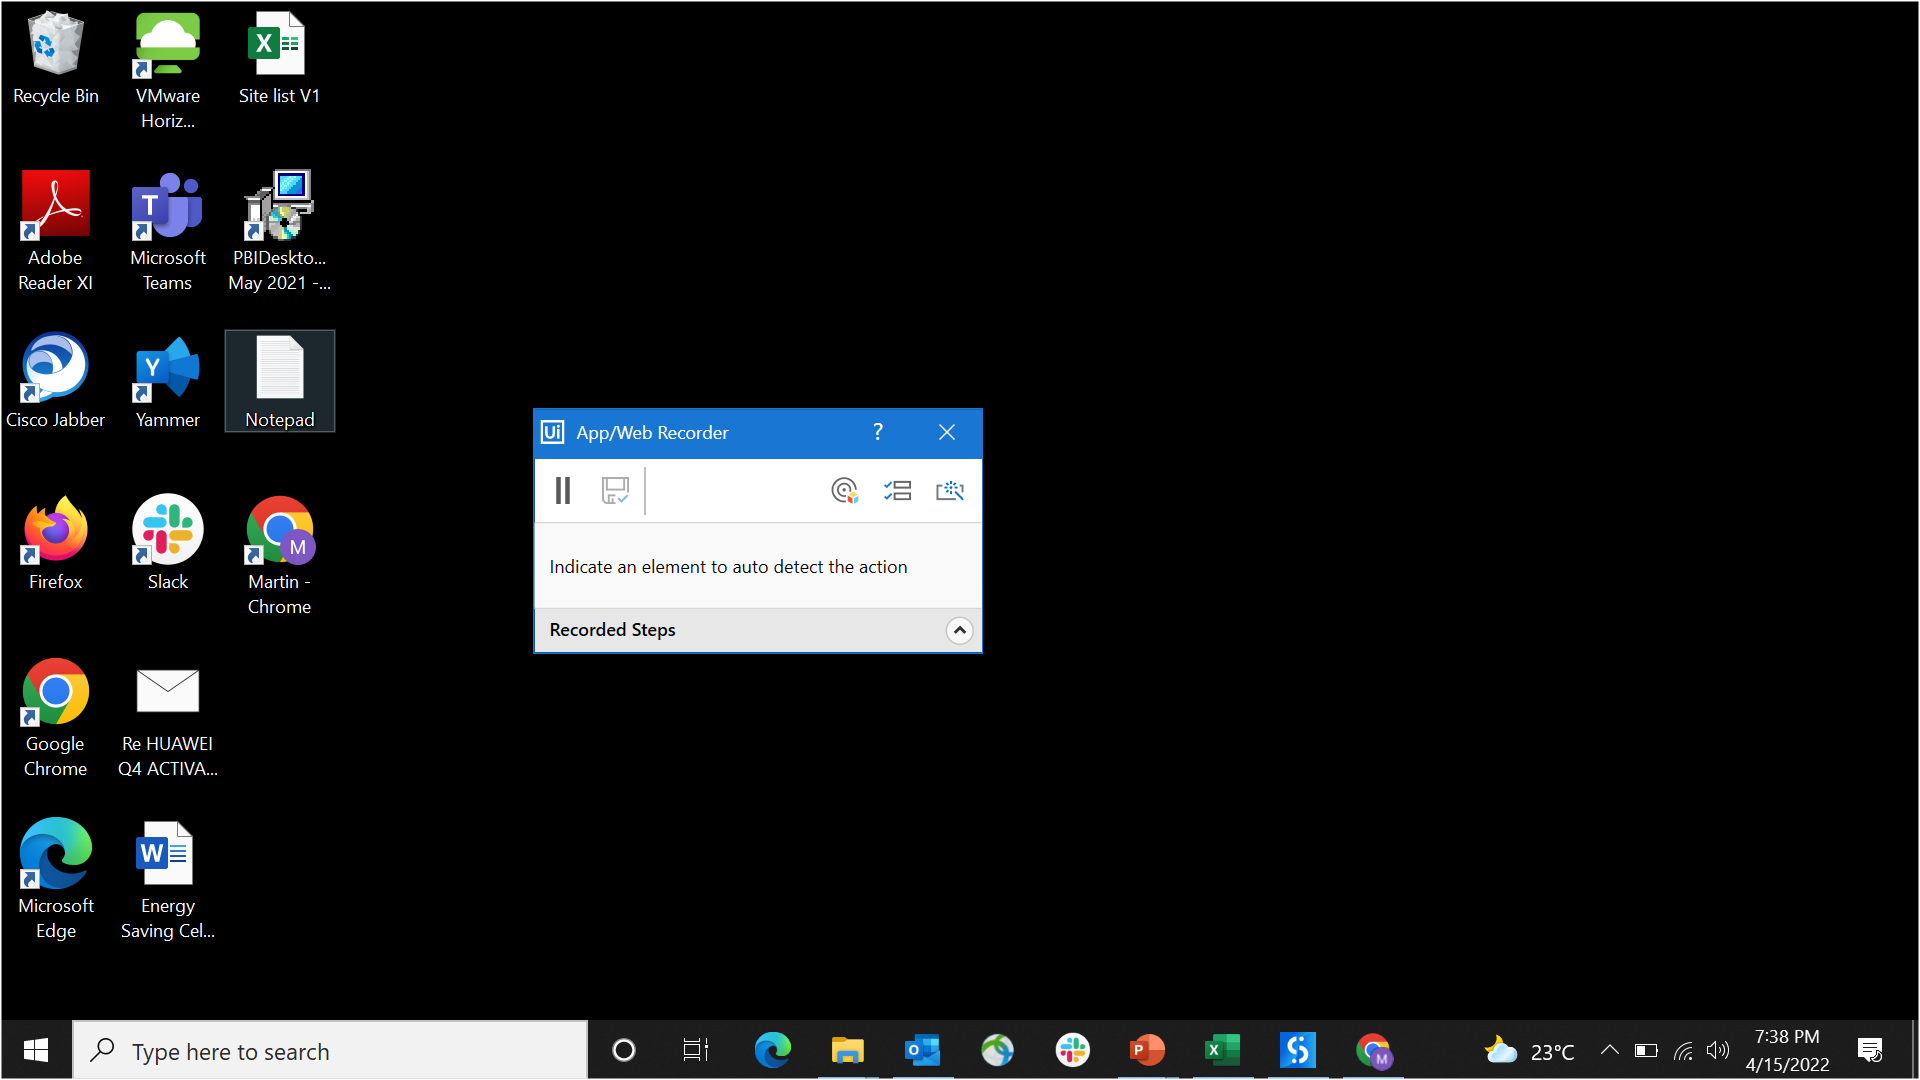 Recycle Bin
VMware
Horiz...
Site list V1
Adobe
Reader XI
Microsoft
Teams
PBIDeskto...
May 2021 -...
Cisco Jabber
Yammer
Notepad
Ui App/Web Recorder ?
Indicate an element to auto detect the action
Recorded Steps
Firefox
Slack
Martin -
Chrome
Google
Chrome
Re HUAWEI
Q4 ACTIVA...
Microsoft
Edge
Energy
Saving Cel...
Type here to search
23°C
7:38 PM
4/15/2022